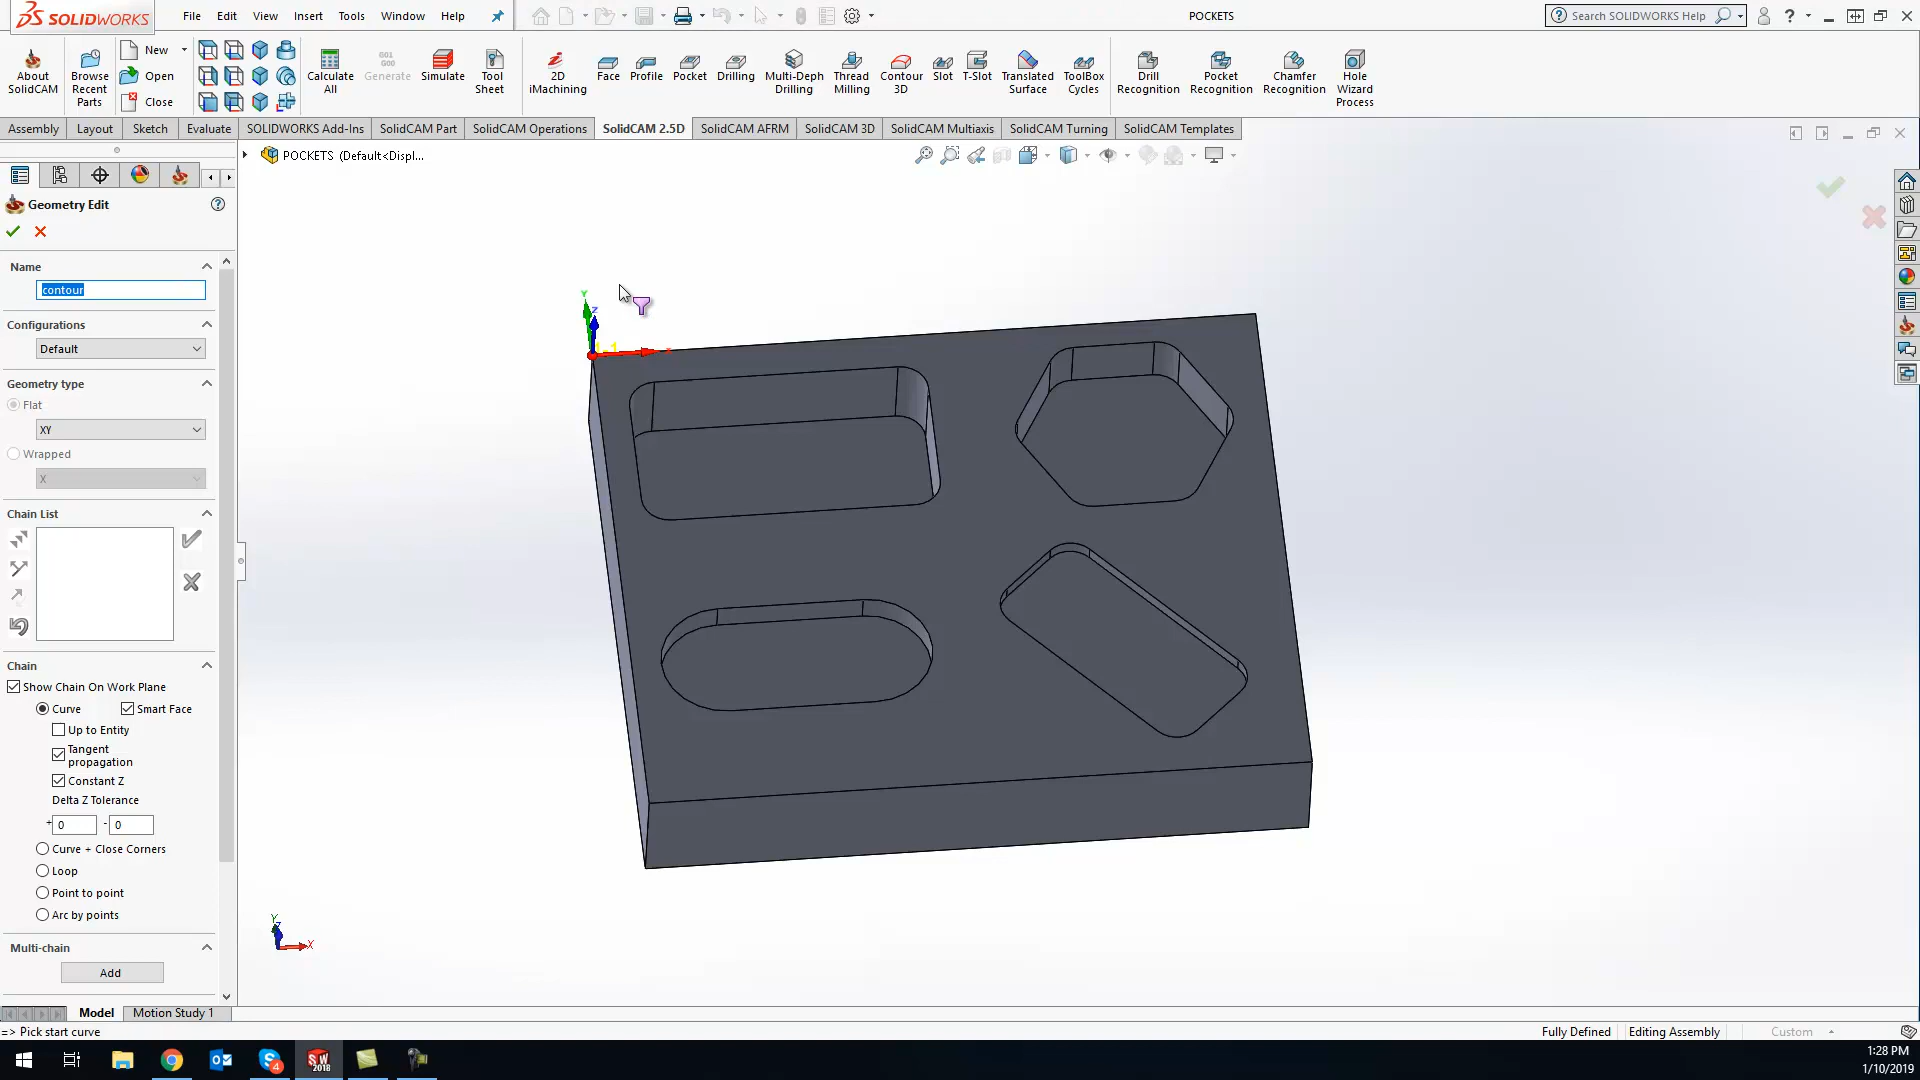 SOLIDWORKS
File Edit View Insert Tools Window Help
POCKETS
Search SOLIDWORKS Help
About SolidCAM
Browse Recent Parts
New
Open
Close
Calculate All
G01 G00
Generate
Simulate
Tool Sheet
2D iMachining
Face
Profile
Pocket
Drilling
Multi-Deph Drilling
Thread Milling
Contour 3D
Slot
T-Slot
Translated Surface
ToolBox Cycles
Drill Recognition
Pocket Recognition
Chamfer Recognition
Hole Wizard Process
Assembly Layout Sketch Evaluate SOLIDWORKS Add-Ins SolidCAM Part SolidCAM Operations SolidCAM 2.5D SolidCAM AFRM SolidCAM 3D SolidCAM Multiaxis SolidCAM Turning SolidCAM Templates
POCKETS (Default<Displ...
Geometry Edit
Name
contour
Configurations
Default
Geometry type
Flat
XY
Wrapped
X
Chain List
Chain
Show Chain On Work Plane
Curve Smart Face
Up to Entity
Tangent propagation
Constant Z
Delta Z Tolerance
+ 0 - 0
Curve + Close Corners
Loop
Point to point
Arc by points
Multi-chain
Add
Y
Z
X
Y
Z
X
Model Motion Study 1
=> Pick start curve
Fully Defined Editing Assembly Custom
4
SW 2018
1:28 PM
1/10/2019